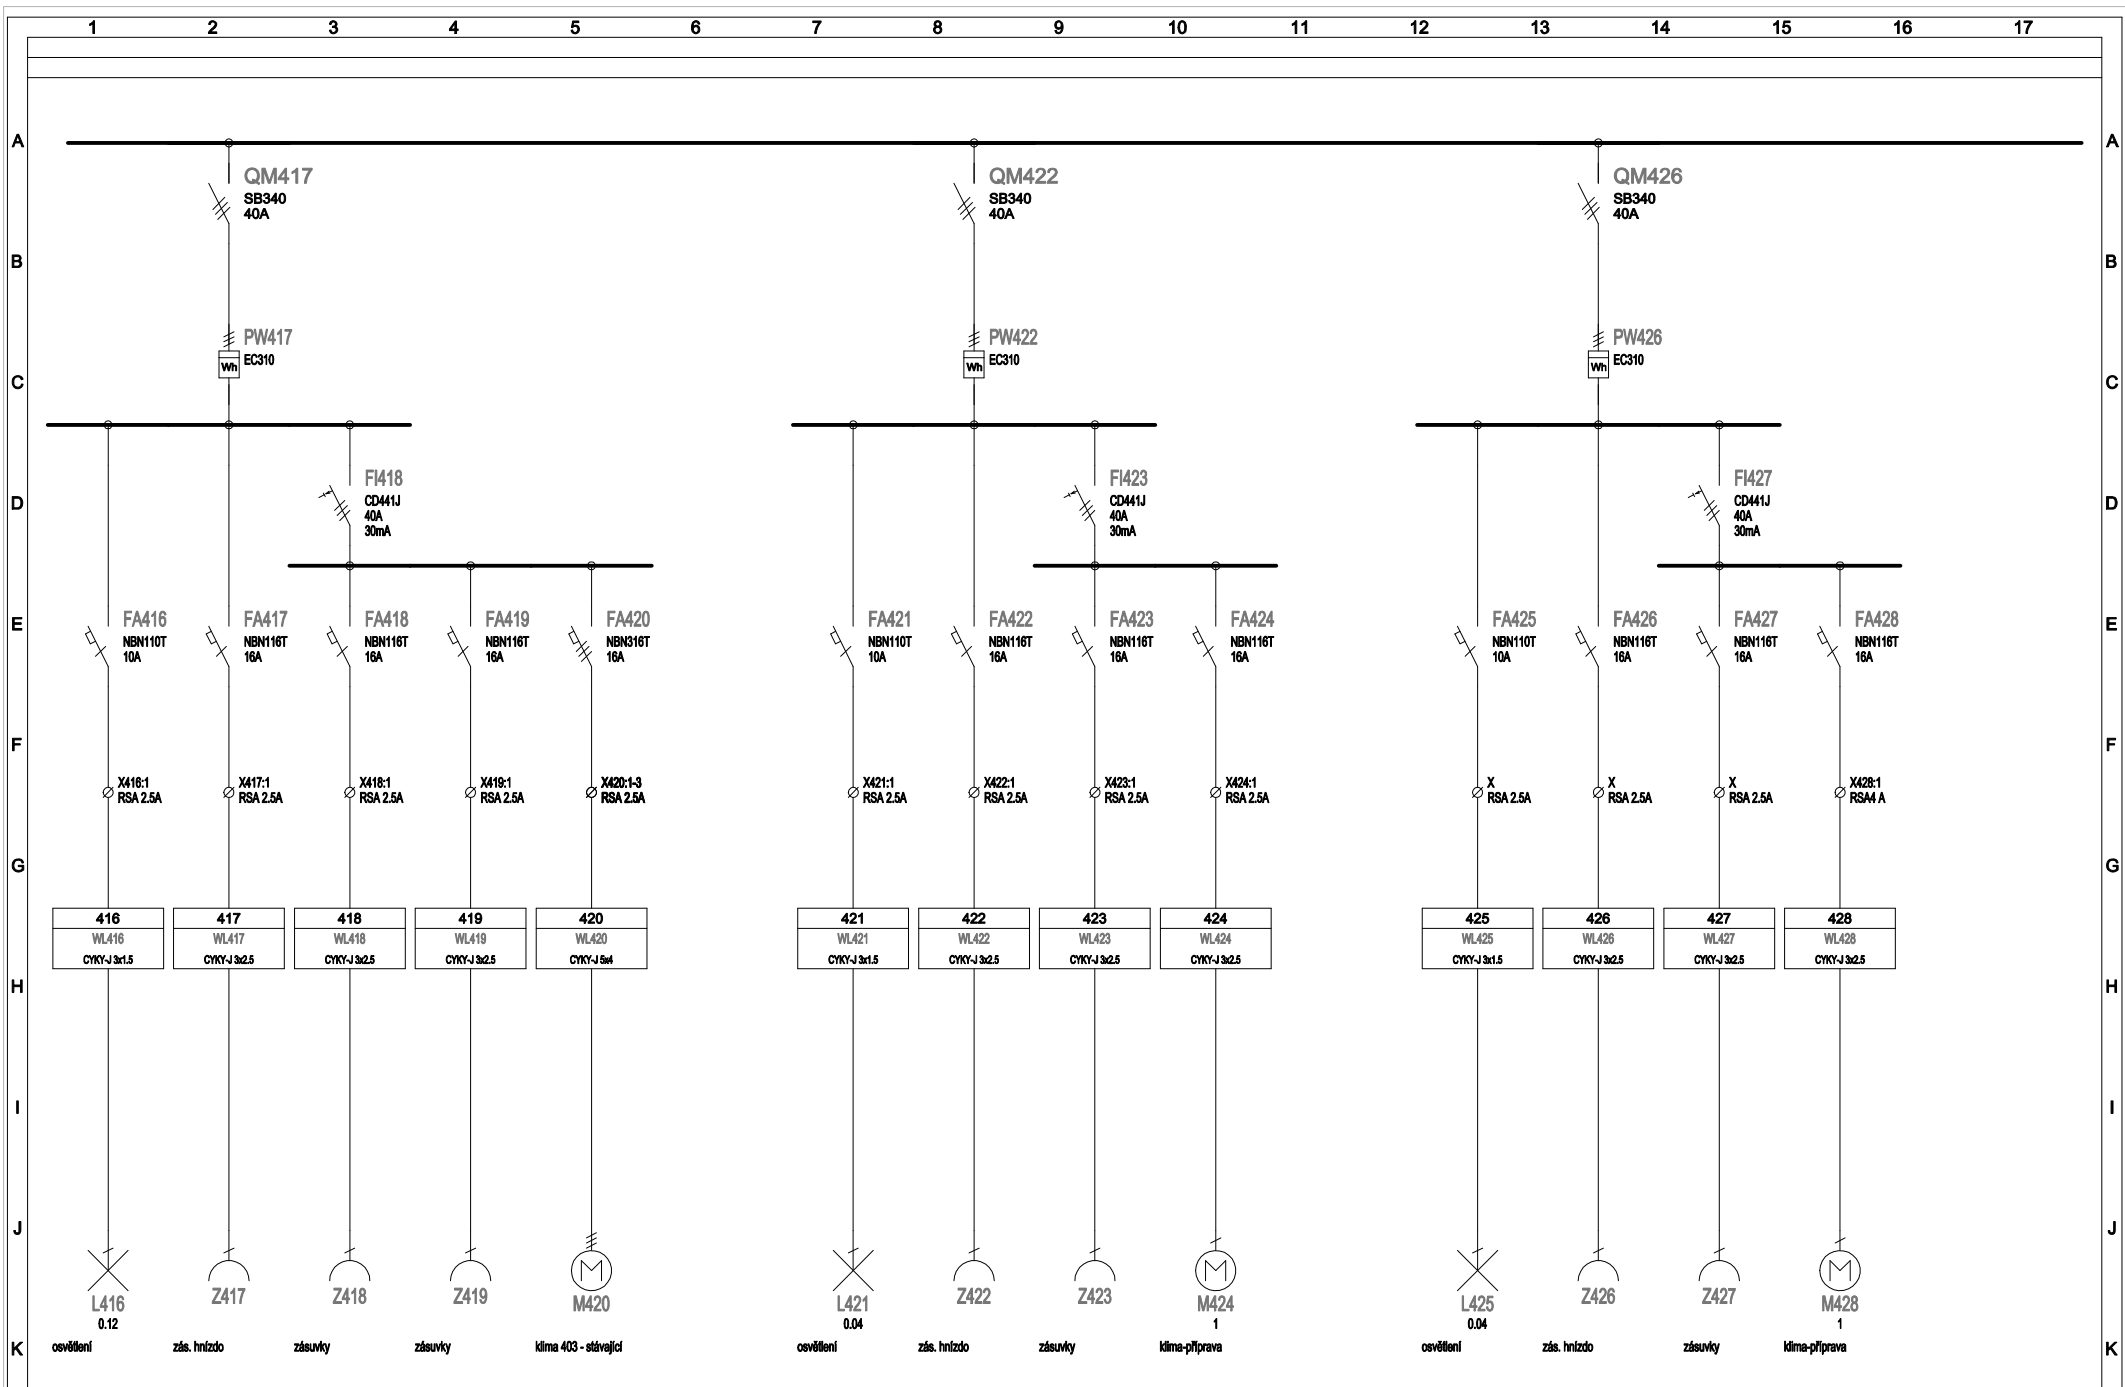 1 2 3 4 5 6 7 8 9 10 11 12 13 14 15 16 17
A A
QM417 QM422 QM426
SB340 SB340 SB340
40A 40A 40A
B B
PW417 PW422 PW426
EC310 EC310 EC310
Wh Wh Wh
C C
FI418 FI423 FI427
CD441J CD441J CD441J
D D
40A 40A 40A
30mA 30mA 30mA
E FA416 FA417 FA418 FA419 FA420 FA421 FA422 FA423 FA424 FA425 FA426 FA427 FA428 E
NBN110T NBN116T NBN116T NBN116T NBN316T NBN110T NBN116T NBN116T NBN116T NBN110T NBN116T NBN116T NBN116T
10A 16A 16A 16A 16A 10A 16A 16A 16A 10A 16A 16A 16A
F F
X416:1 X417:1 X418:1 X419:1 X420:1-3 X421:1 X422:1 X423:1 X424:1 X X X X428:1
RSA 2.5A RSA 2.5A RSA 2.5A RSA 2.5A RSA 2.5A RSA 2.5A RSA 2.5A RSA 2.5A RSA 2.5A RSA 2.5A RSA 2.5A RSA 2.5A RSA4 A
G G
416 417 418 419 420 421 422 423 424 425 426 427 428
WL416 WL417 WL418 WL419 WL420 WL421 WL422 WL423 WL424 WL425 WL426 WL427 WL428
CYKY-J 3x1.5 CYKY-J 3x2.5 CYKY-J 3x2.5 CYKY-J 3x2.5 CYKY-J 5x4 CYKY-J 3x1.5 CYKY-J 3x2.5 CYKY-J 3x2.5 CYKY-J 3x2.5 CYKY-J 3x1.5 CYKY-J 3x2.5 CYKY-J 3x2.5 CYKY-J 3x2.5
H H
I I
J J
M M M
L416 Z417 Z418 Z419 M420 L421 Z422 Z423 M424 L425 Z426 Z427 M428
0.12 0.04 1 0.04 1
K osvětlení zás. hnízdo zásuvky zásuvky klima 403 - stávající osvětlení zás. hnízdo zásuvky klima-příprava osvětlení zás. hnízdo zásuvky klima-příprava K